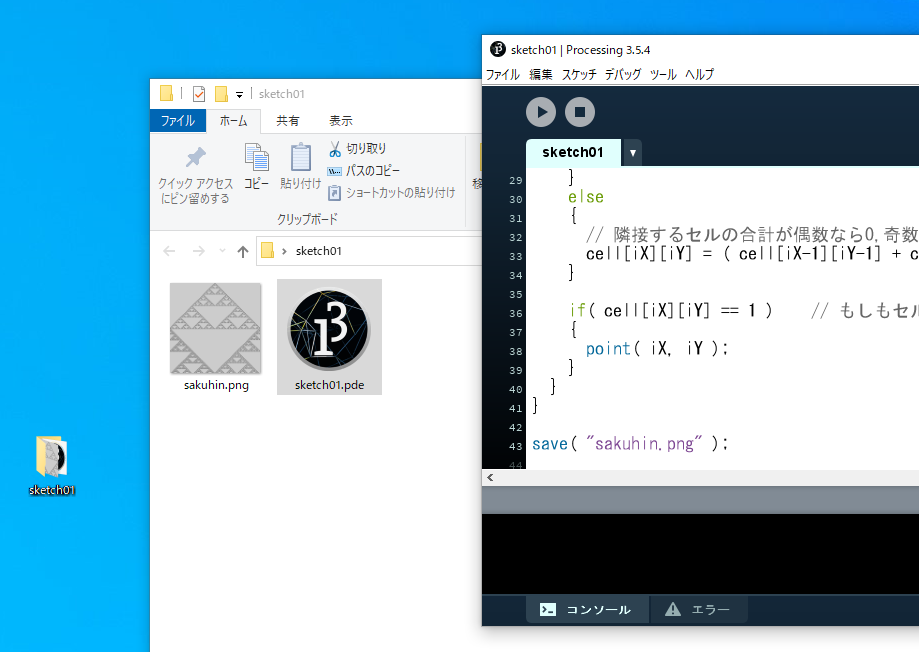 sketch01
sketch01
ファイル
ホーム
共有
表示
クイック アクセス
にピン留めする
コピー
貼り付け
切り取り
パスのコピー
ショートカットの貼り付け
クリップボード
sketch01
sakuhin.png
sketch01.pde
sketch01 | Processing 3.5.4
ファイル 編集 スケッチ デバッグ ツール ヘルプ
sketch01
29 }
30 else
31 {
32 // 隣接するセルの合計が偶数なら0,奇数
33 cell[iX][iY] = ( cell[iX-1][iY-1] + c
34 }
35
36 if( cell[iX][iY] == 1 ) // もしもセル
37 {
38 point( iX, iY );
39 }
40 }
41 }
42
43 save( "sakuhin.png" );
44
コンソール
エラー